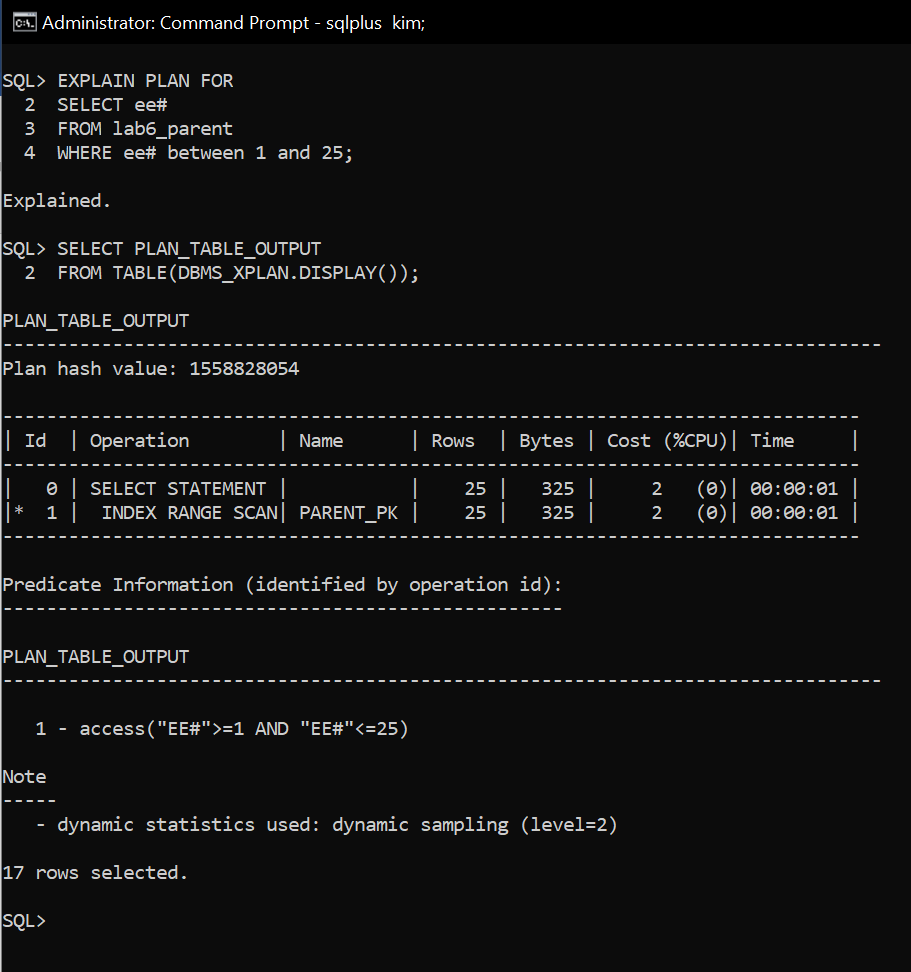 Administrator: Command Prompt - sqlplus  kim;
SQL> EXPLAIN PLAN FOR
  2  SELECT ee#
  3  FROM lab6_parent
  4  WHERE ee# between 1 and 25;
Explained.
SQL> SELECT PLAN_TABLE_OUTPUT
  2  FROM TABLE(DBMS_XPLAN.DISPLAY());
PLAN_TABLE_OUTPUT
--------------------------------------------------------------------------------
Plan hash value: 1558828054
------------------------------------------------------------------------------
| Id  | Operation        | Name      | Rows  | Bytes | Cost (%CPU)| Time     |
------------------------------------------------------------------------------
|   0 | SELECT STATEMENT |           |    25 |   325 |     2   (0)| 00:00:01 |
|*  1 |  INDEX RANGE SCAN| PARENT_PK |    25 |   325 |     2   (0)| 00:00:01 |
------------------------------------------------------------------------------
Predicate Information (identified by operation id):
---------------------------------------------------
PLAN_TABLE_OUTPUT
--------------------------------------------------------------------------------
   1 - access("EE#">=1 AND "EE#"<=25)
Note
-----
   - dynamic statistics used: dynamic sampling (level=2)
17 rows selected.
SQL>